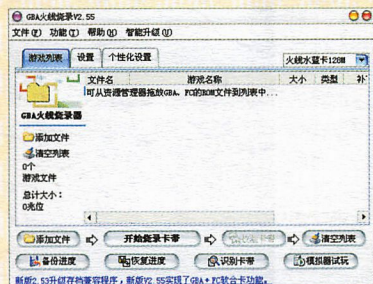 GBA火线烧录V2.55
文件(F) 功能(T) 帮助(H) 智能升级(U)
游戏列表 设置 个性化设置 火线水蓝卡128M
文件名 游戏名称 大小 类型 补
可从资源管理器拖放GBA、FC的ROM文件到列表中...
GBA火线烧录器
添加文件
清空列表
0个
游戏文件
总计大小:
0兆位
添加文件 开始烧录卡带 清空列表
备份进度 恢复进度 识别卡带 模拟器试玩
新版2.53升级存档兼容程序,新版V2.55实现了GBA+FC软合卡功能。